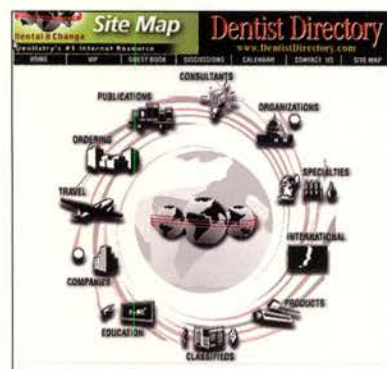 Site Map
Dentist Directory
Dental X Change
Dentistry's #1 Internet Resource
www.DentistDirectory.com
HOME VIP GUEST BOOK DISCUSSIONS CALENDAR CONTACT US SITE MAP
CONSULTANTS
PUBLICATIONS
ORGANIZATIONS
ORDERING
SPECIALTIES
TRAVEL
INTERNATIONAL
COMPANIES
PRODUCTS
EDUCATION
CLASSIFIEDS